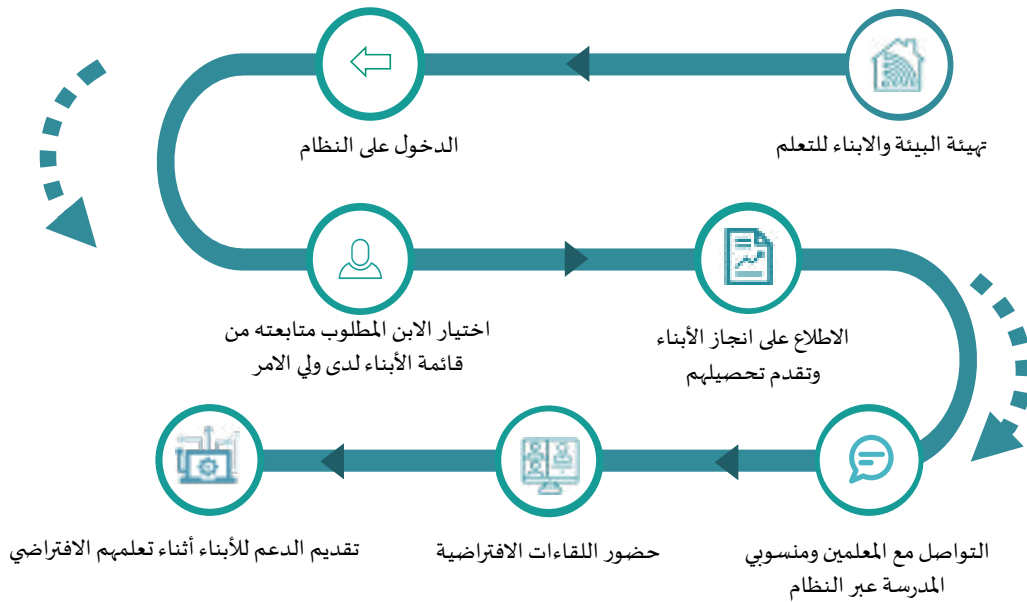 تهيئة البيئة والابناء للتعلم
الدخول على النظام
اختيار الابن المطلوب متابعته من
قائمة الأبناء لدى ولي الامر
الاطلاع على انجاز الأبناء
وتقدم تحصيلهم
التواصل مع المعلمين ومنسوبي
المدرسة عبر النظام
حضور اللقاءات الافتراضية
تقديم الدعم للأبناء أثناء تعلمهم الافتراضي